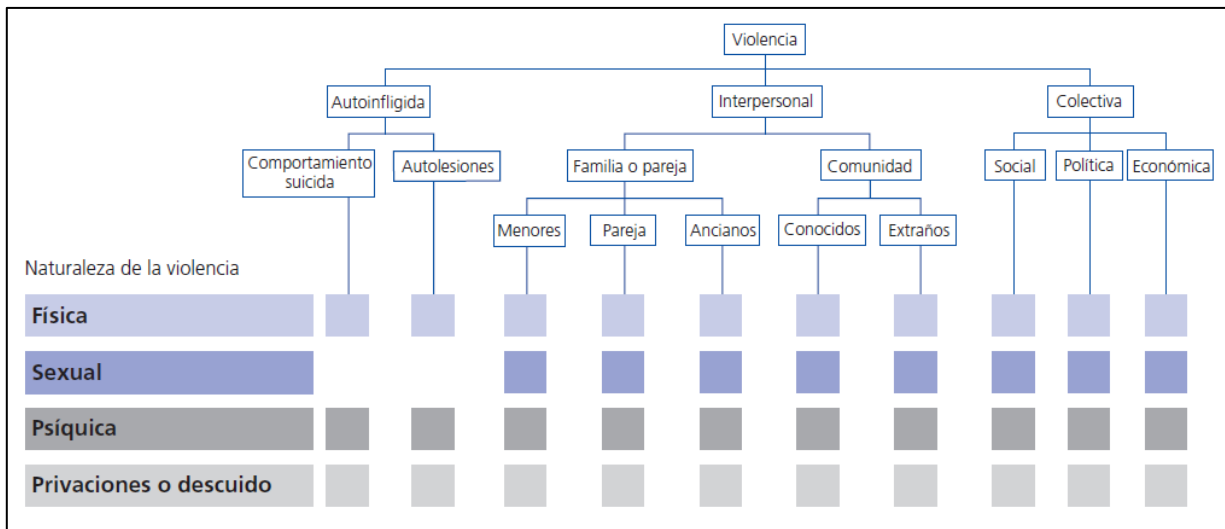 Violencia
Autoinfligida
Interpersonal
Colectiva
Comportamiento
suicida
Autolesiones
Familia o pareja
Comunidad
Social
Política
Económica
Menores
Pareja
Ancianos
Conocidos
Extraños
Naturaleza de la violencia
Física
Sexual
Psíquica
Privaciones o descuido